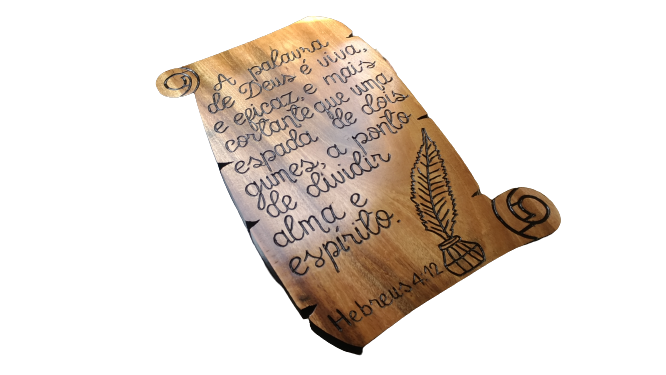 A palavra
de Deus é viva,
e eficaz, e mais
cortante que uma
espada de dois
gumes, a ponto
de dividir
alma e
espírito.
Hebreus 4:12